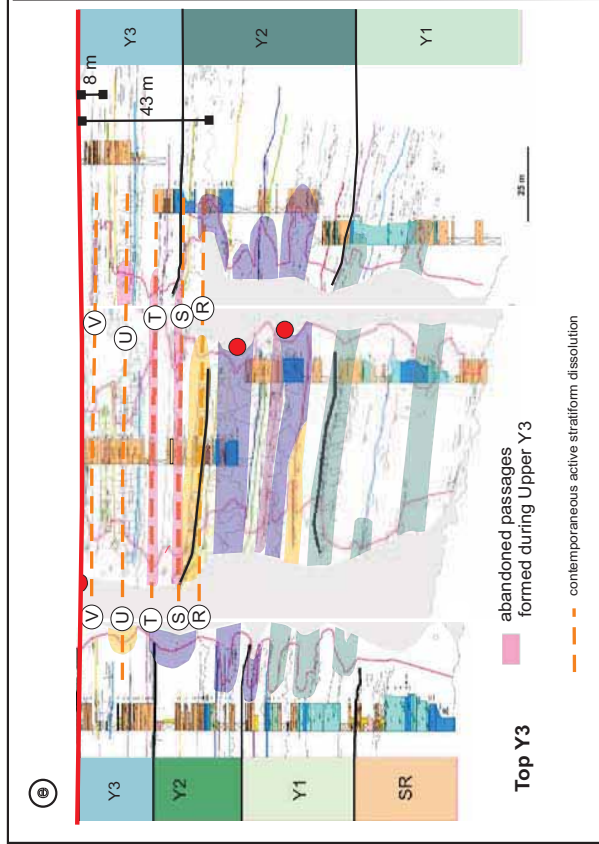 e
Y3
Y2
Y1
8 m
43 m
25 m
V
U
T
S
R
V
U
T
S
R
Y3
Y2
Y1
SR
Top Y3
abandoned passages
formed during Upper Y3
contemporaneous active stratiform dissolution